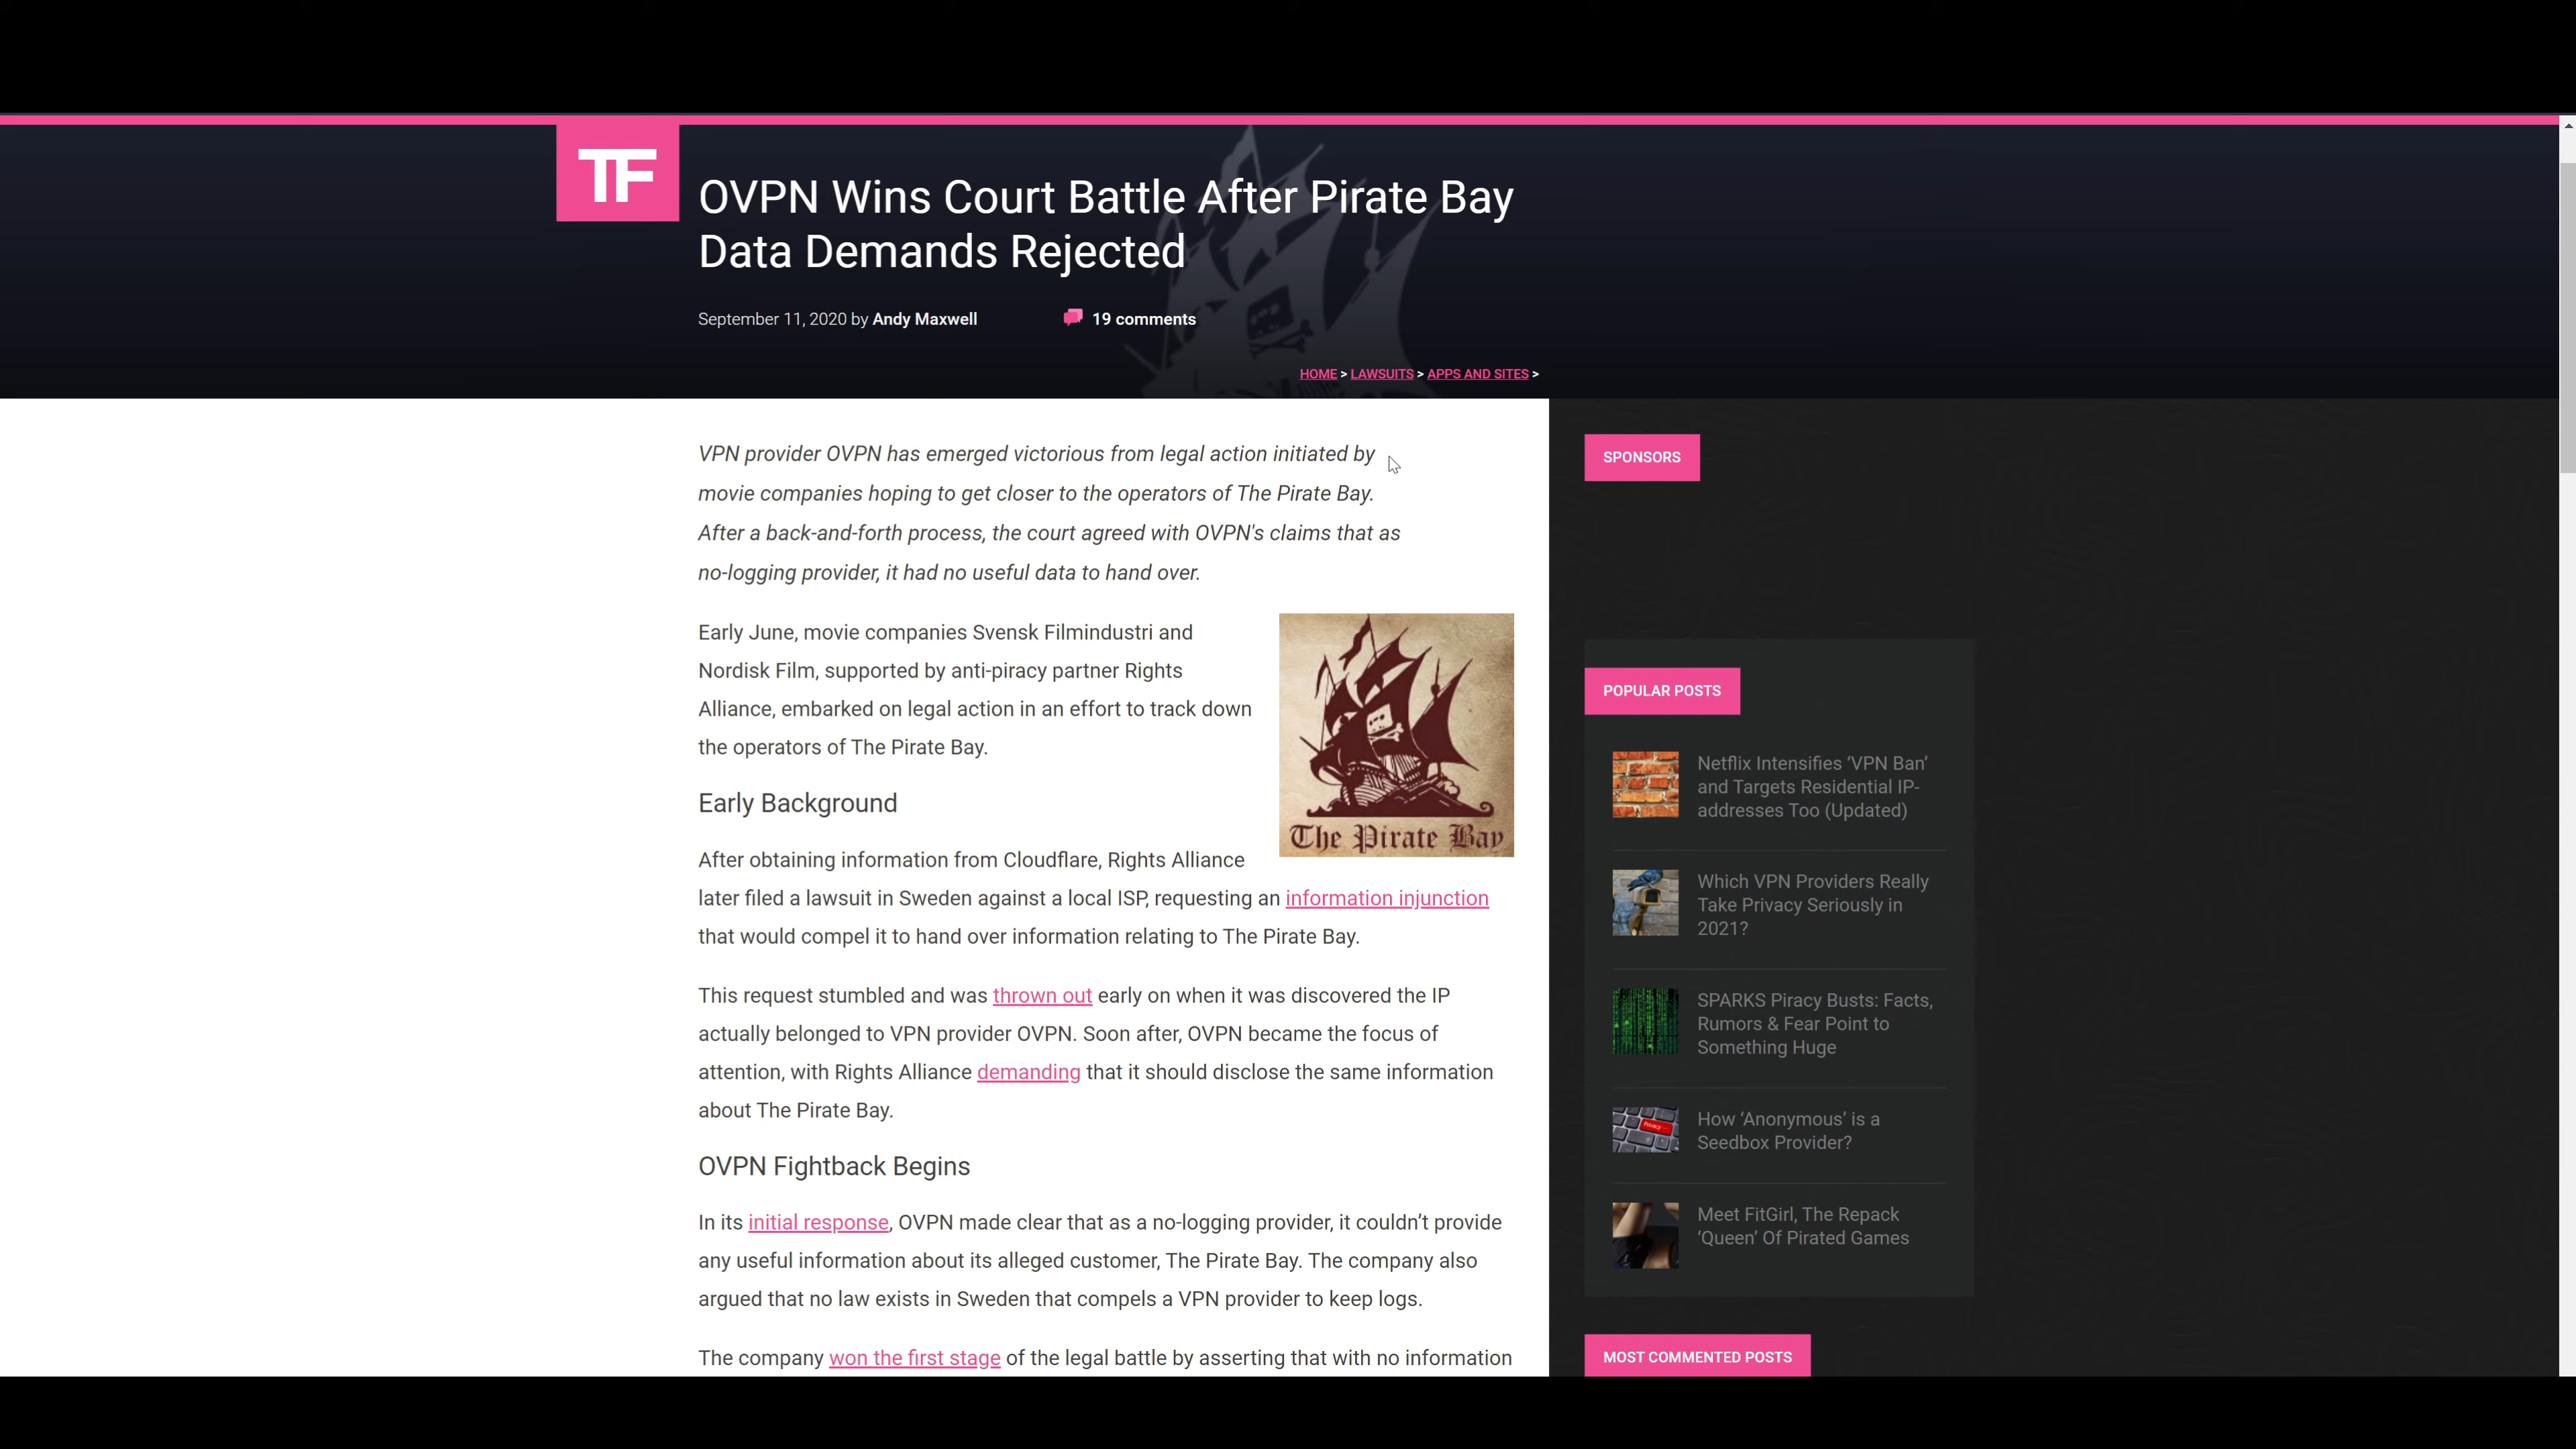 TF
OVPN Wins Court Battle After Pirate Bay
Data Demands Rejected
September 11, 2020 by Andy Maxwell
19 comments
HOME > LAWSUITS > APPS AND SITES >
VPN provider OVPN has emerged victorious from legal action initiated by
movie companies hoping to get closer to the operators of The Pirate Bay.
After a back-and-forth process, the court agreed with OVPN's claims that as
no-logging provider, it had no useful data to hand over.
Early June, movie companies Svensk Filmindustri and
Nordisk Film, supported by anti-piracy partner Rights
Alliance, embarked on legal action in an effort to track down
the operators of The Pirate Bay.
The Pirate Bay
Early Background
After obtaining information from Cloudflare, Rights Alliance
later filed a lawsuit in Sweden against a local ISP, requesting an information injunction
that would compel it to hand over information relating to The Pirate Bay.
This request stumbled and was thrown out early on when it was discovered the IP
actually belonged to VPN provider OVPN. Soon after, OVPN became the focus of
attention, with Rights Alliance demanding that it should disclose the same information
about The Pirate Bay.
OVPN Fightback Begins
In its initial response, OVPN made clear that as a no-logging provider, it couldn't provide
any useful information about its alleged customer, The Pirate Bay. The company also
argued that no law exists in Sweden that compels a VPN provider to keep logs.
The company won the first stage of the legal battle by asserting that with no information
SPONSORS
POPULAR POSTS
Netflix Intensifies ‘VPN Ban’
and Targets Residential IP-
addresses Too (Updated)
Which VPN Providers Really
Take Privacy Seriously in
2021?
SPARKS Piracy Busts: Facts,
Rumors & Fear Point to
Something Huge
Privacy
How ‘Anonymous’ is a
Seedbox Provider?
Meet FitGirl, The Repack
‘Queen’ Of Pirated Games
MOST COMMENTED POSTS